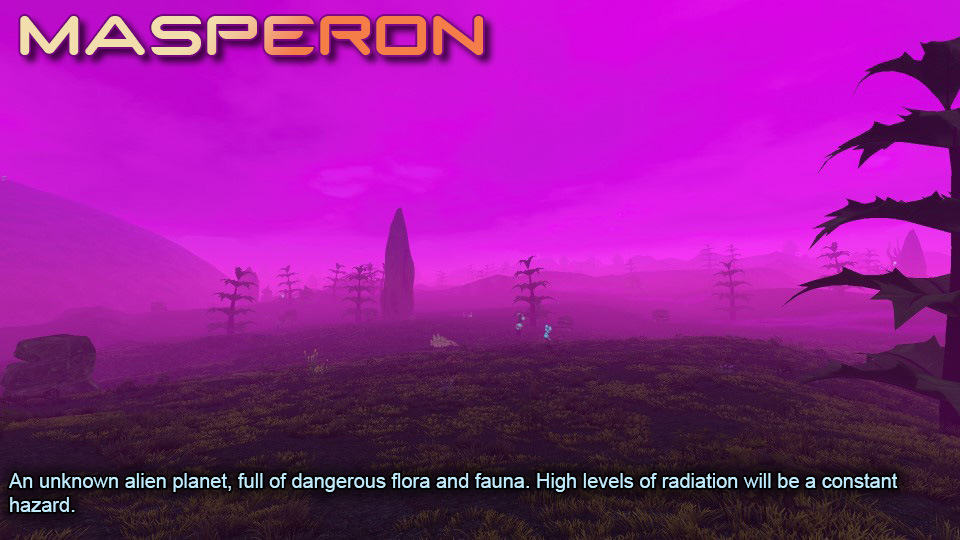 MASPERON
An unknown alien planet, full of dangerous flora and fauna. High levels of radiation will be a constant
hazard.